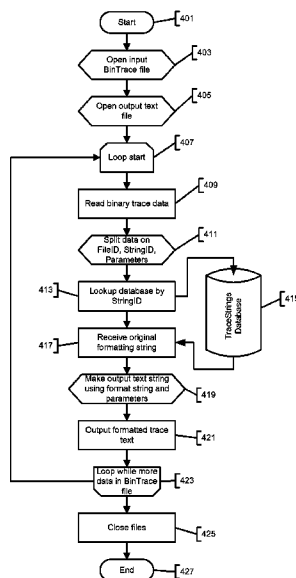 Start
401
Open input
BinTrace file
403
Open output text
file
405
Loop start
407
Read binary trace data
409
Split data on
FileID, StringID,
Parameters
411
413
Lookup database by
StringID
TraceStrings
Database
415
417
Receive original
formatting string
Make output text string
using format string and
parameters
419
Output formatted trace
text
421
Loop while more
data in BinTrace
file
423
Close files
425
End
427